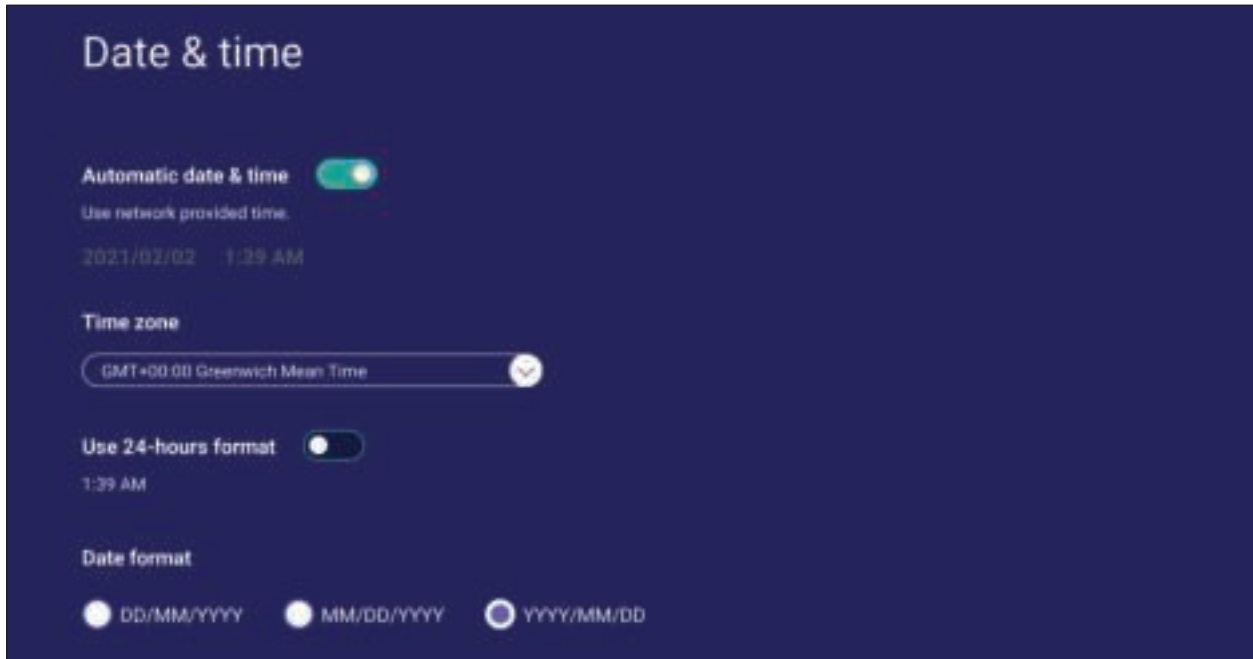 Date & time
Automatic date & time
Use network provided time.
2021/02/02 1:39 AM
Time zone
GMT+00:00 Greenwich Mean Time
Use 24-hours format
1:39 AM
Date format
DD/MM/YYYY MM/DD/YYYY YYYY/MM/DD